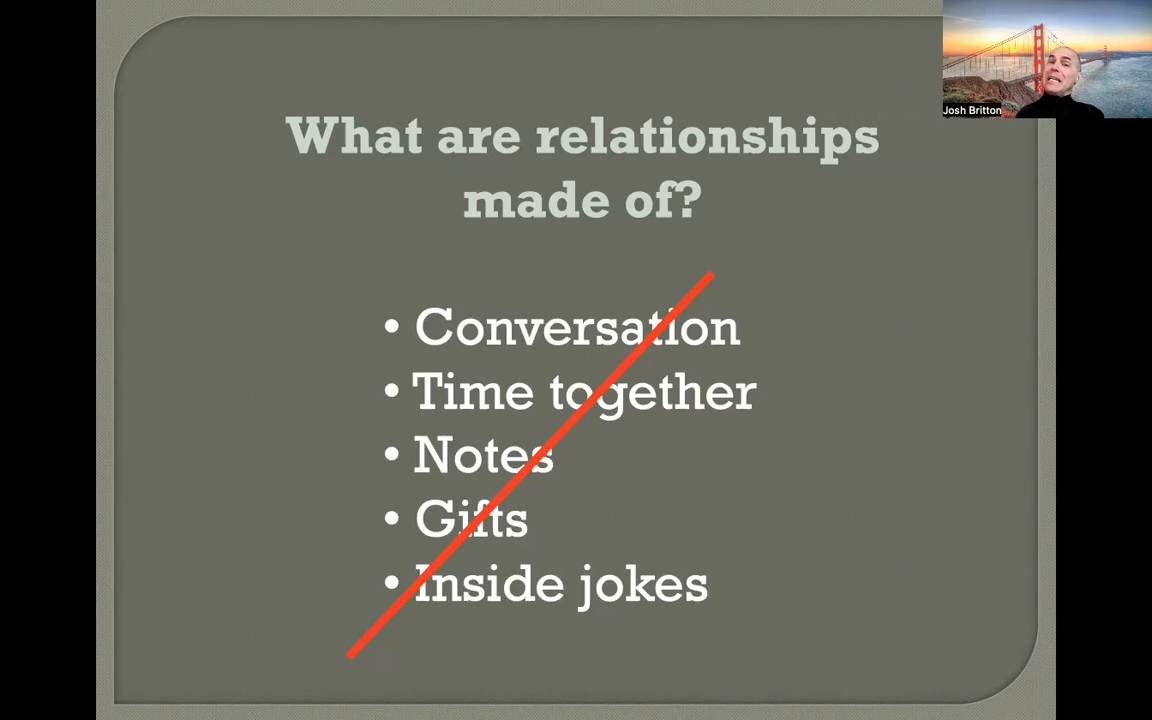 What are relationships
made of?
• Conversation
• Time together
• Notes
• Gifts
• Inside jokes
Josh Britton